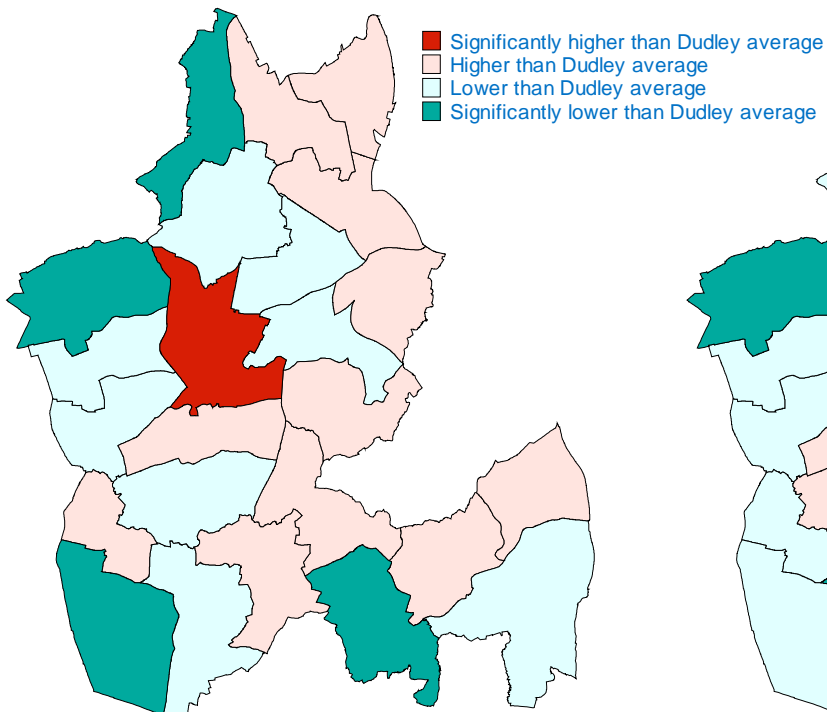 Significantly higher than Dudley average
Higher than Dudley average
Lower than Dudley average
Significantly lower than Dudley average